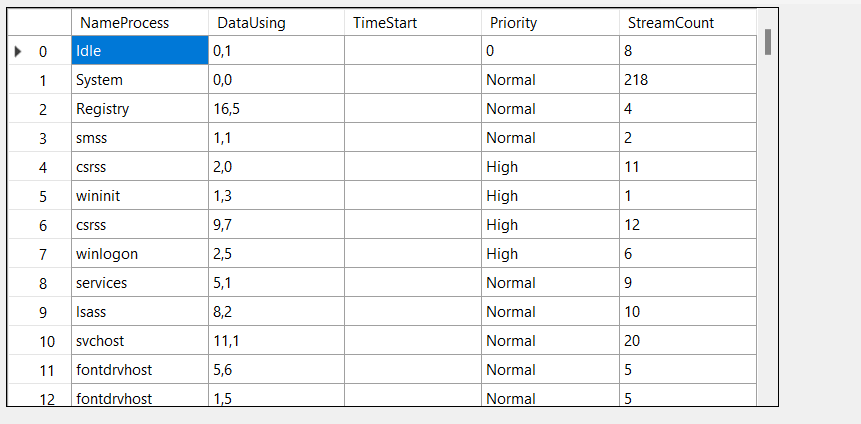 NameProcess DataUsing TimeStart Priority StreamCount
0 Idle 0,1 0 8
1 System 0,0 Normal 218
2 Registry 16,5 Normal 4
3 smss 1,1 Normal 2
4 csrss 2,0 High 11
5 wininit 1,3 High 1
6 csrss 9,7 High 12
7 winlogon 2,5 High 6
8 services 5,1 Normal 9
9 lsass 8,2 Normal 10
10 svchost 11,1 Normal 20
11 fontdrvhost 5,6 Normal 5
12 fontdrvhost 1,5 Normal 5